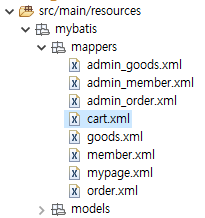 src/main/resources
mybatis
mappers
admin_goods.xml
admin_member.xml
admin_order.xml
cart.xml
goods.xml
member.xml
mypage.xml
order.xml
models